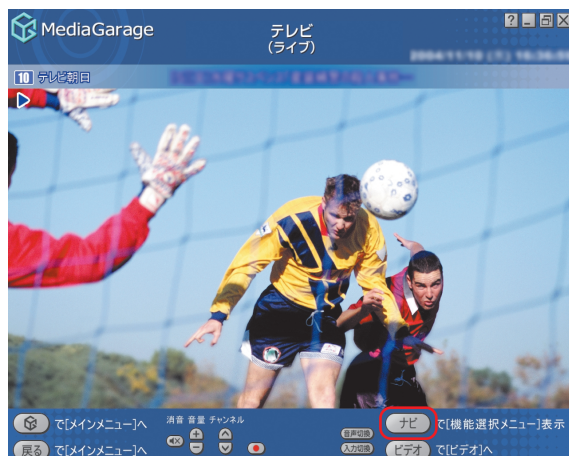 MediaGarage
テレビ
(ライブ)
?
10 テレビ朝日
で[メインメニュー]へ
消音 音量 チャンネル
音声切換
ナビ で[機能選択メニュー]表示
戻る で[メインメニュー]へ
入力切換
ビデオ で[ビデオ]へ